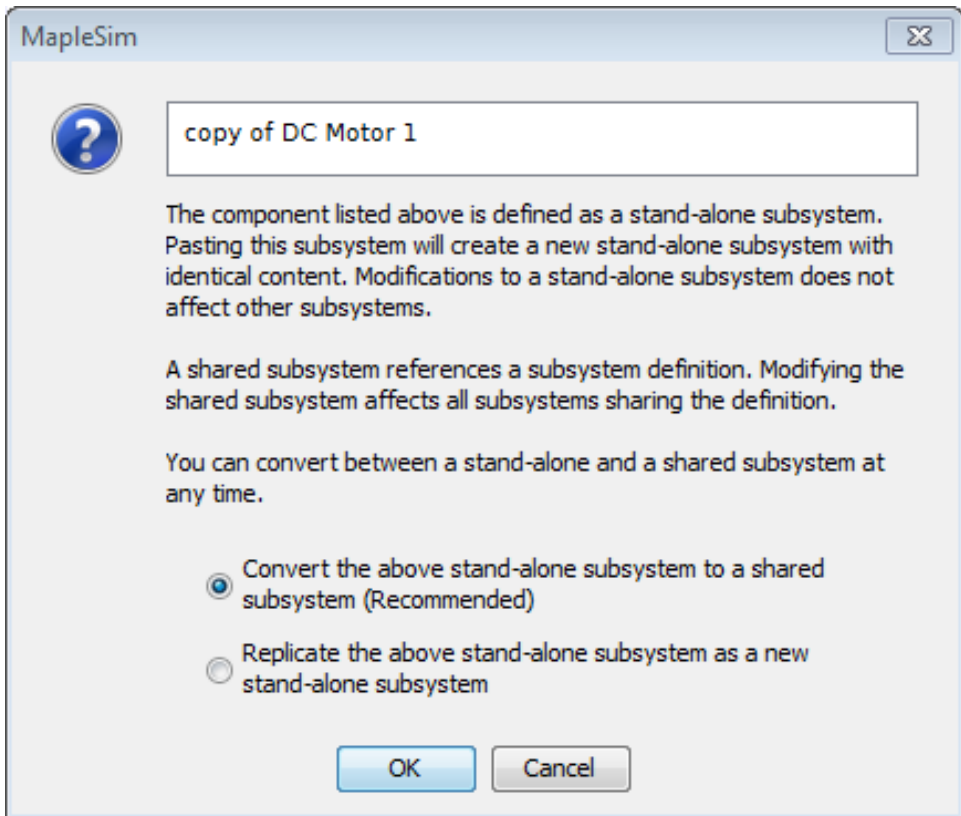 MapleSim
copy of DC Motor 1
The component listed above is defined as a stand-alone subsystem.
Pasting this subsystem will create a new stand-alone subsystem with
identical content. Modifications to a stand-alone subsystem does not
affect other subsystems.
A shared subsystem references a subsystem definition. Modifying the
shared subsystem affects all subsystems sharing the definition.
You can convert between a stand-alone and a shared subsystem at
any time.
Convert the above stand-alone subsystem to a shared
subsystem (Recommended)
Replicate the above stand-alone subsystem as a new
stand-alone subsystem
OK Cancel